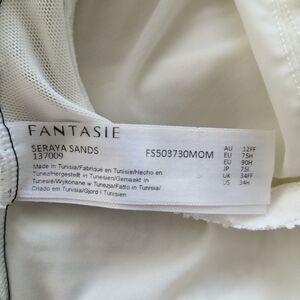 FANTASIE
SERAYA SANDS
137009
FS503730MOM
Made in Tunisia/Fabriqué en Tunisie/Hecho en
Tunez/Hergestellt in Tunesien/Gemaakt in
Tunesië/Wykonane w Tunezja/Fatto in Tunisia/
Criado em Tunísia/Gjord i Tunisien
AU 12FF
EU 75H
EU 90H
JP 75I
UK 34FF
US 34H